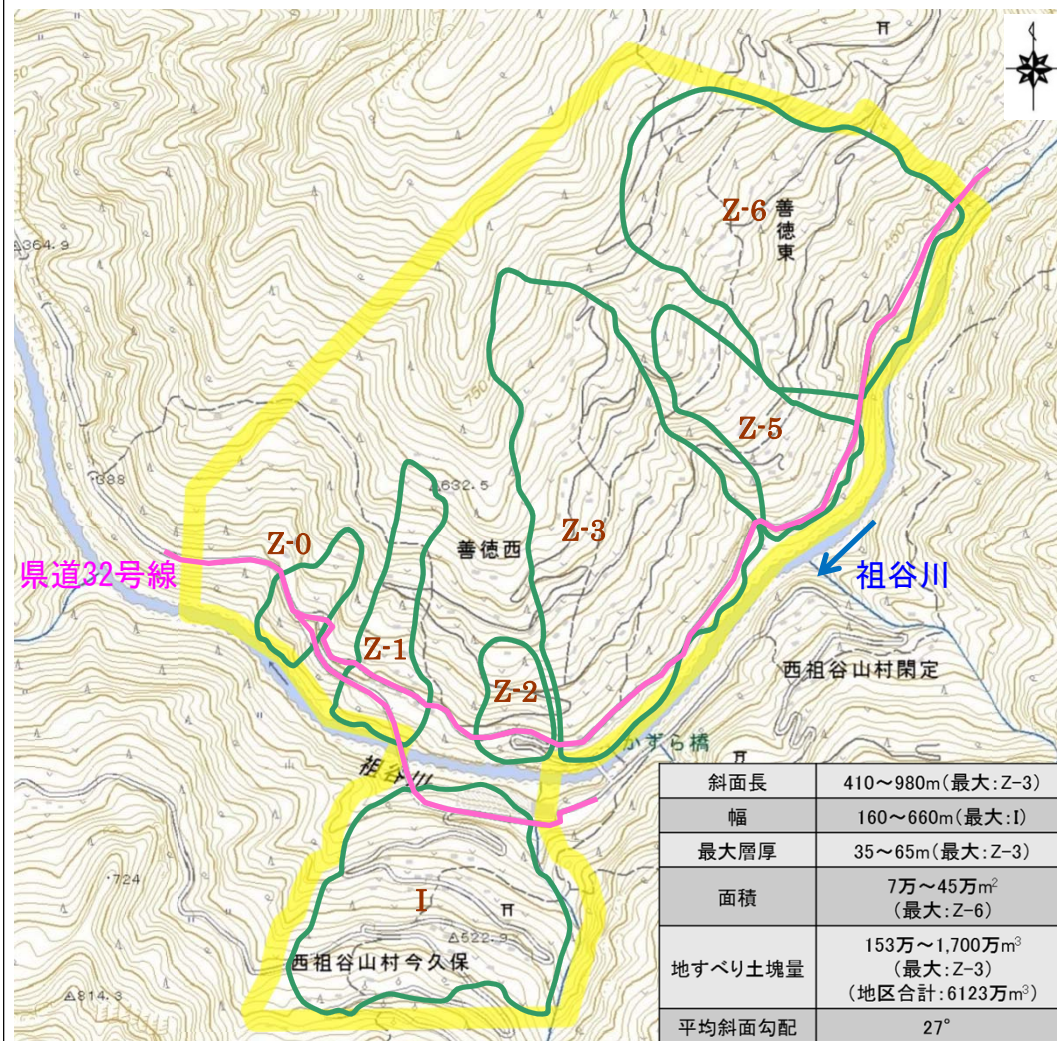 364.9
750
388
632.5
450
Z-6
善徳東
Z-5
Z-3
Z-0
善徳西
県道32号線
Z-1
Z-2
祖谷川
西祖谷山村閑定
かずら橋
祖谷川
724
I
522.9
西祖谷山村今久保
814.3
斜面長 410～980m(最大:Z-3)
幅 160～660m(最大:I)
最大層厚 35～65m(最大:Z-3)
面積 7万～45万m²
(最大:Z-6)
地すべり土塊量 153万～1,700万m³
(最大:Z-3)
(地区合計:6123万m³)
平均斜面勾配 27°